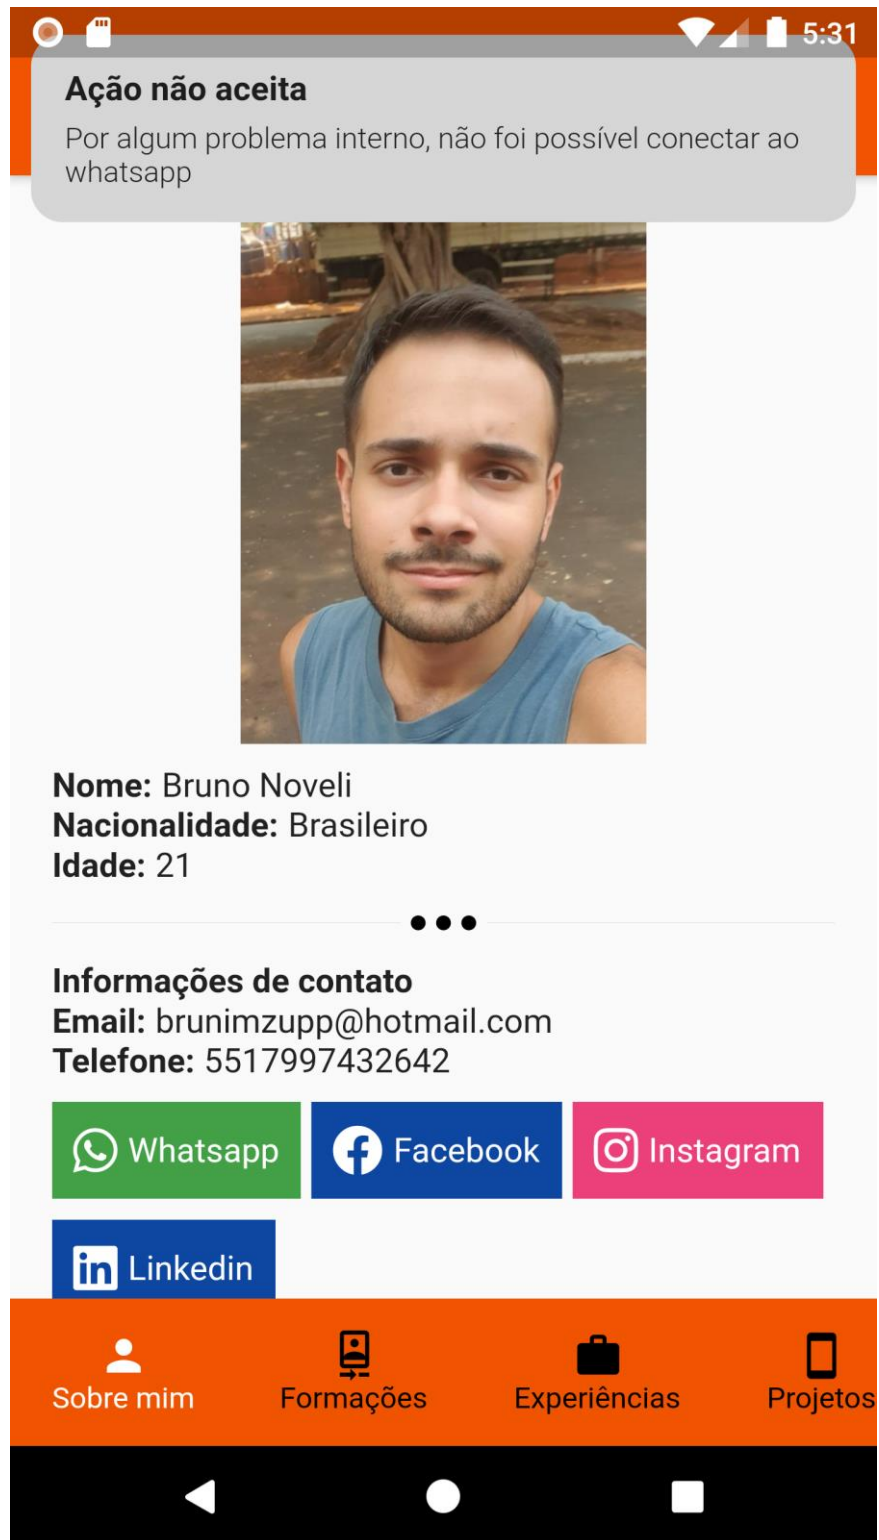 5:31
Ação não aceita
Por algum problema interno, não foi possível conectar ao
whatsapp
Nome: Bruno Noveli
Nacionalidade: Brasileiro
Idade: 21
Informações de contato
Email: brunimzupp@hotmail.com
Telefone: 5517997432642
Whatsapp Facebook Instagram
in Linkedin
Sobre mim Formações Experiências Projetos